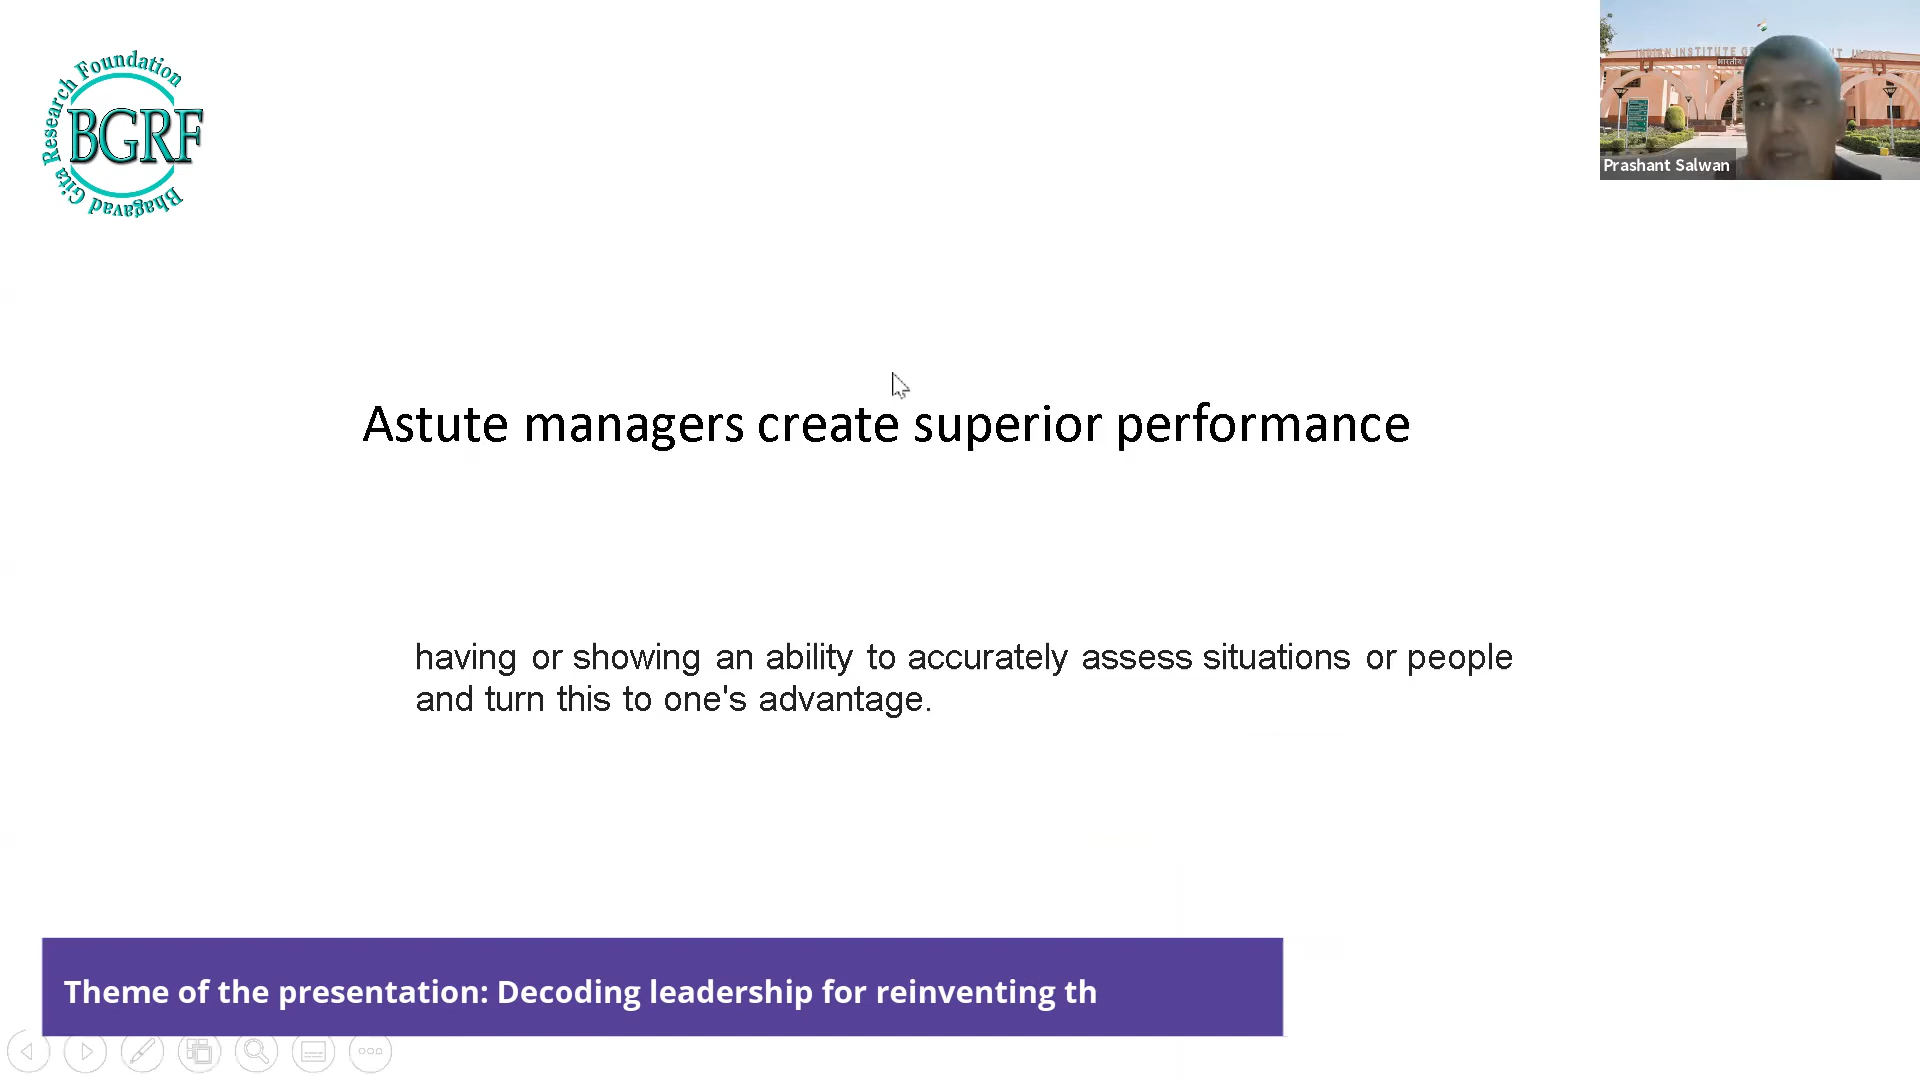 Bhagavad Gita Research Foundation
BGRF
Prashant Salwan
Astute managers create superior performance
having or showing an ability to accurately assess situations or people
and turn this to one's advantage.
Theme of the presentation: Decoding leadership for reinventing th